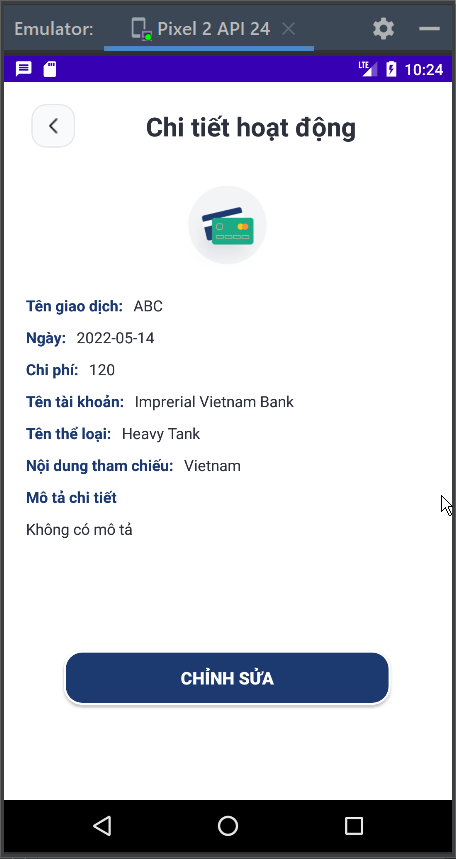 Emulator: Pixel 2 API 24
LTE 10:24
Chi tiết hoạt động
Tên giao dịch: ABC
Ngày: 2022-05-14
Chi phí: 120
Tên tài khoản: Imprerial Vietnam Bank
Tên thể loại: Heavy Tank
Nội dung tham chiếu: Vietnam
Mô tả chi tiết
Không có mô tả
CHỈNH SỬA